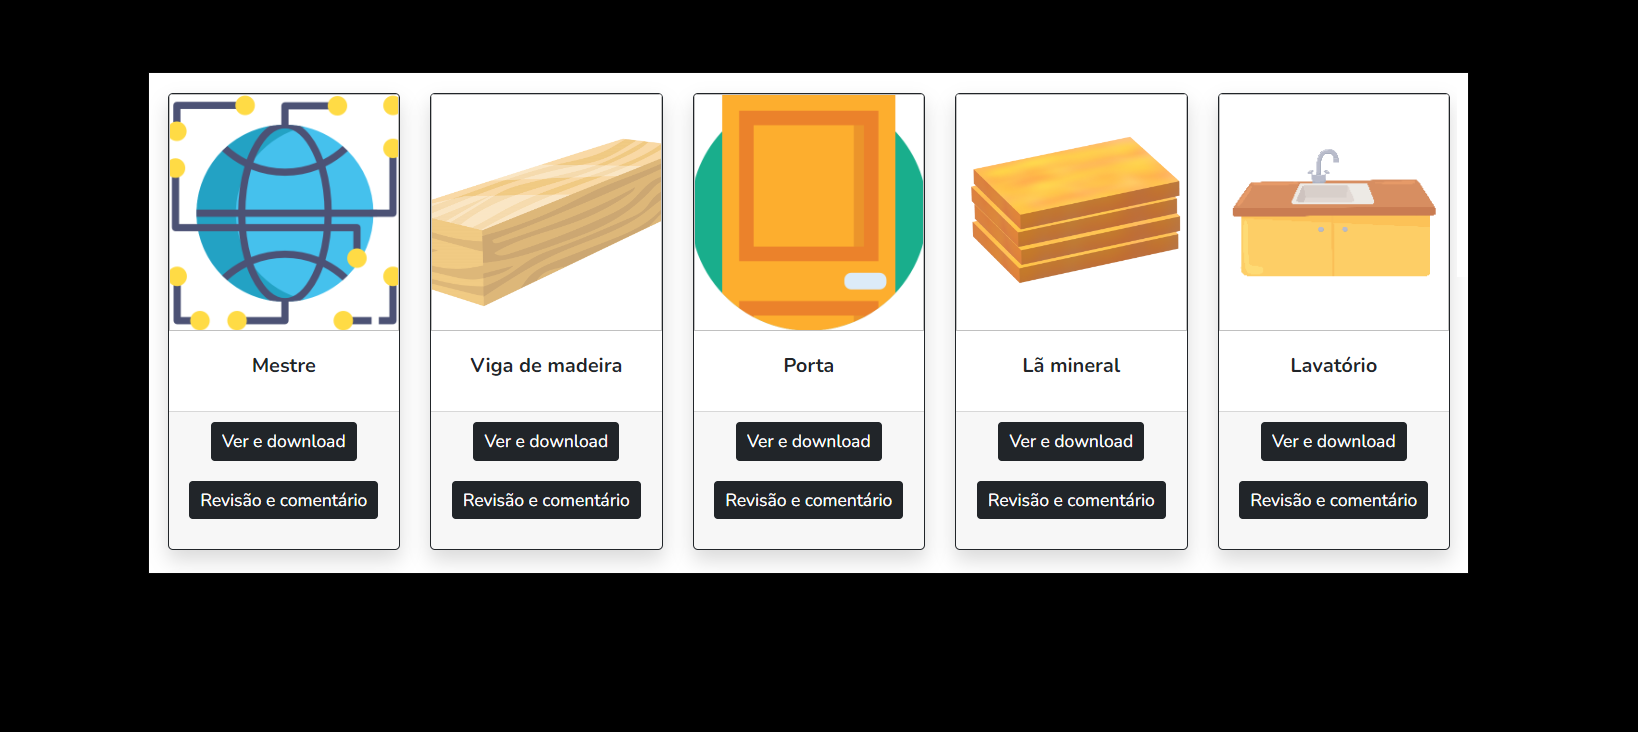 Mestre
Viga de madeira
Porta
Lã mineral
Lavatório
Ver e download
Ver e download
Ver e download
Ver e download
Ver e download
Revisão e comentário
Revisão e comentário
Revisão e comentário
Revisão e comentário
Revisão e comentário